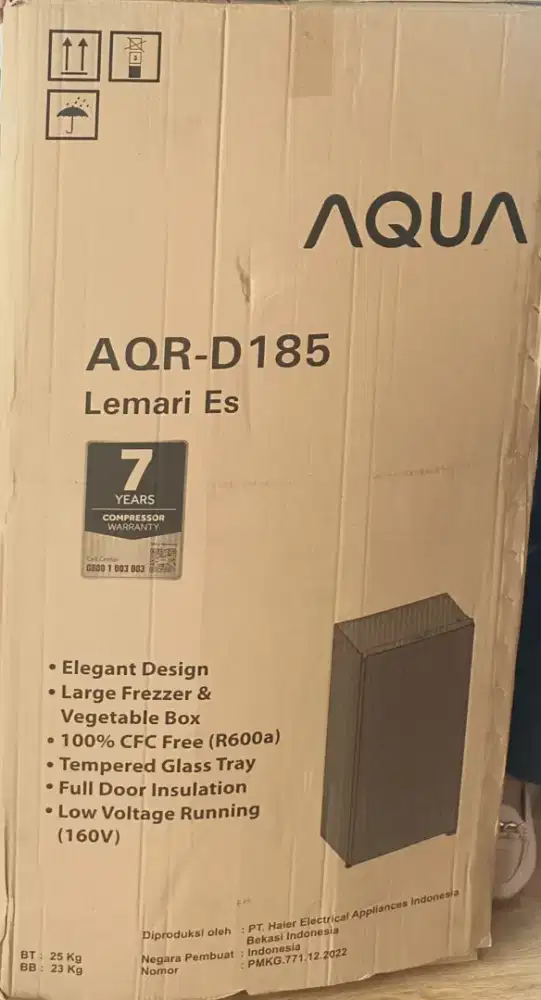 AQUA
AQR-D185
Lemari Es
7
YEARS
COMPRESSOR
WARRANTY
Call Center
0800 1 003 003
• Elegant Design
• Large Frezzer &
Vegetable Box
• 100% CFC Free (R600a)
• Tempered Glass Tray
• Full Door Insulation
• Low Voltage Running
(160V)
Diproduksi oleh : PT. Haier Electrical Appliances Indonesia
Bekasi Indonesia
Negara Pembuat : Indonesia
Nomor : PMKG.771.12.2022
BT : 25 Kg
BB : 23 Kg